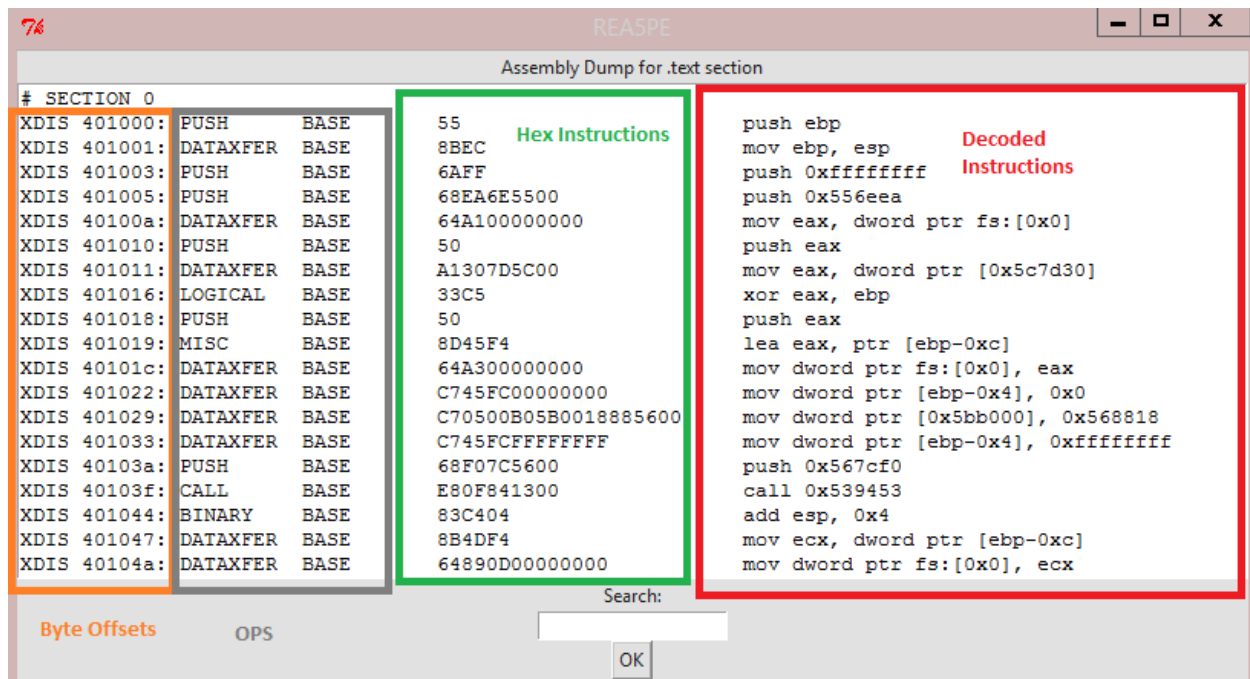 7k REA5PE X
Assembly Dump for .text section
# SECTION 0
XDIS 401000: PUSH BASE 55 push ebp
XDIS 401001: DATAXFER BASE 8BEC mov ebp, esp
XDIS 401003: PUSH BASE 6AFF push 0xffffffff
XDIS 401005: PUSH BASE 68EA6E5500 push 0x556eea
XDIS 40100a: DATAXFER BASE 64A100000000 mov eax, dword ptr fs:[0x0]
XDIS 401010: PUSH BASE 50 push eax
XDIS 401011: DATAXFER BASE A1307D5C00 mov eax, dword ptr [0x5c7d30]
XDIS 401016: LOGICAL BASE 33C5 xor eax, ebp
XDIS 401018: PUSH BASE 50 push eax
XDIS 401019: MISC BASE 8D45F4 lea eax, ptr [ebp-0xc]
XDIS 40101c: DATAXFER BASE 64A300000000 mov dword ptr fs:[0x0], eax
XDIS 401022: DATAXFER BASE C745FC00000000 mov dword ptr [ebp-0x4], 0x0
XDIS 401029: DATAXFER BASE C70500B05B0018885600 mov dword ptr [0x5bb000], 0x568818
XDIS 401033: DATAXFER BASE C745FCFFFFFFFF mov dword ptr [ebp-0x4], 0xffffffff
XDIS 40103a: PUSH BASE 68F07C5600 push 0x567cf0
XDIS 40103f: CALL BASE E80F841300 call 0x539453
XDIS 401044: BINARY BASE 83C404 add esp, 0x4
XDIS 401047: DATAXFER BASE 8B4DF4 mov ecx, dword ptr [ebp-0xc]
XDIS 40104a: DATAXFER BASE 64890D00000000 mov dword ptr fs:[0x0], ecx
Hex Instructions
Decoded
Instructions
Search:
Byte Offsets
OPS
OK